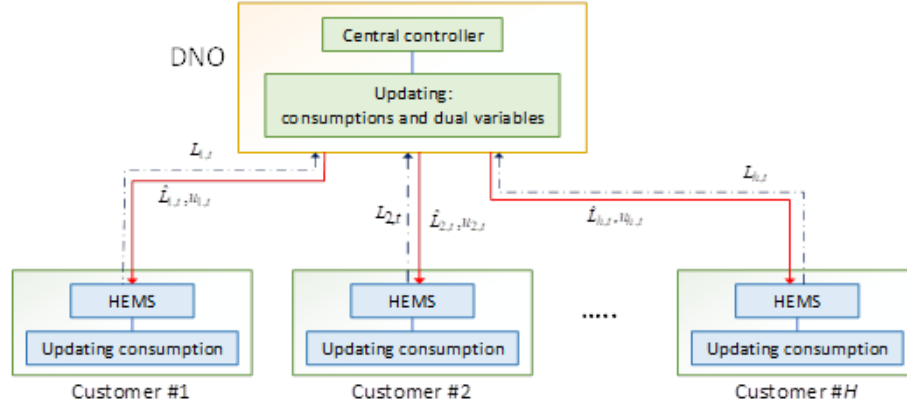 DNO
Central controller
Updating:
consumptions and dual variables
L₁,t
L̂₁,t ,u₁,t
L₂,t
L̂₂,t ,u₂,t
Lₕ,t
L̂ₕ,t ,uₕ,t
HEMS
Updating consumption
Customer #1
HEMS
Updating consumption
Customer #2
.....
HEMS
Updating consumption
Customer #H